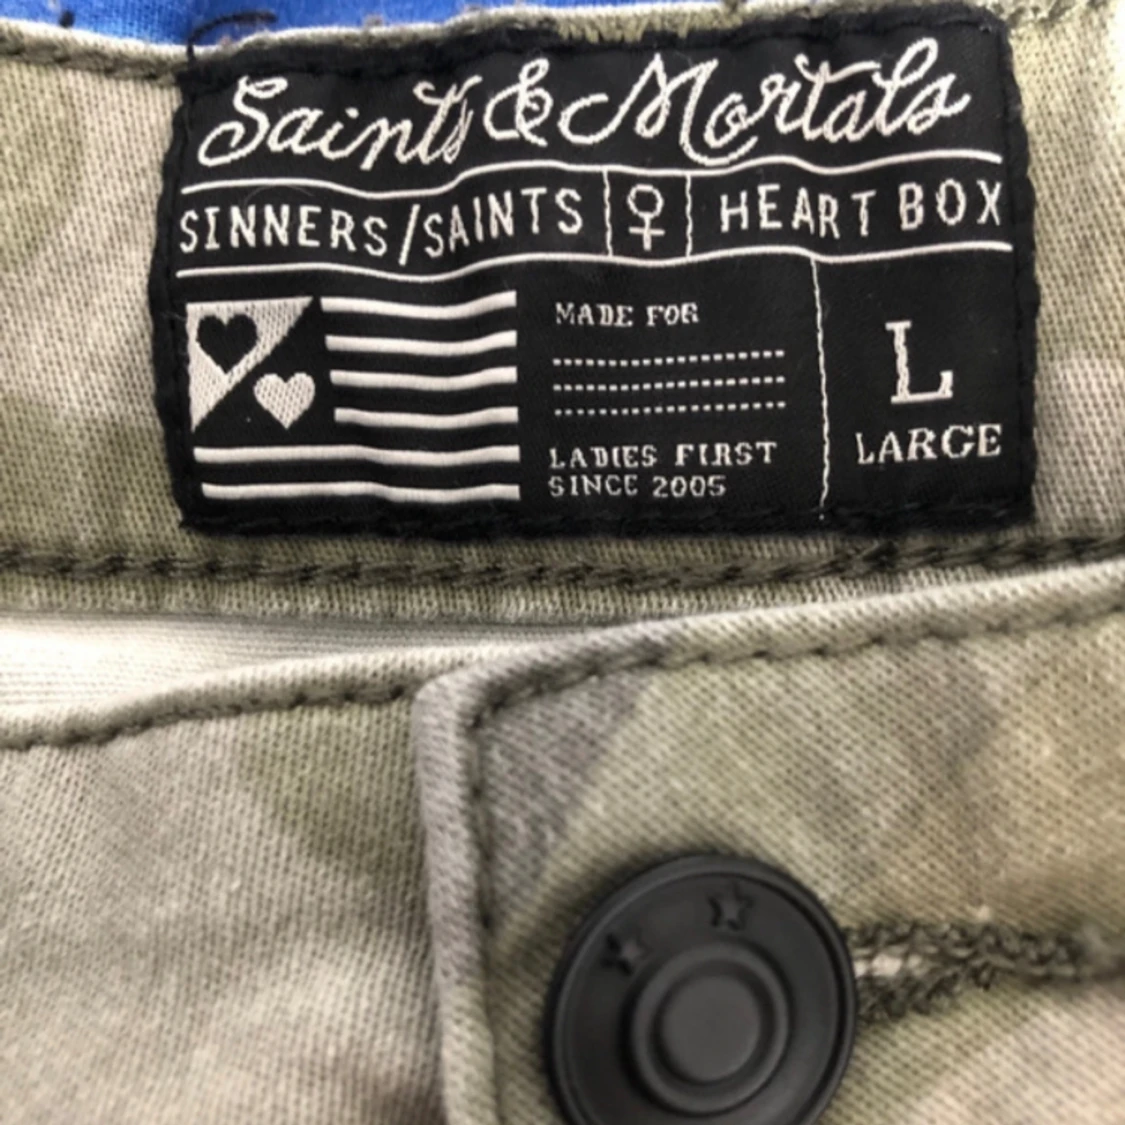 Saints & Mortals
SINNERS/SAINTS ♀ HEART BOX
MADE FOR
LADIES FIRST
SINCE 2005
L
LARGE